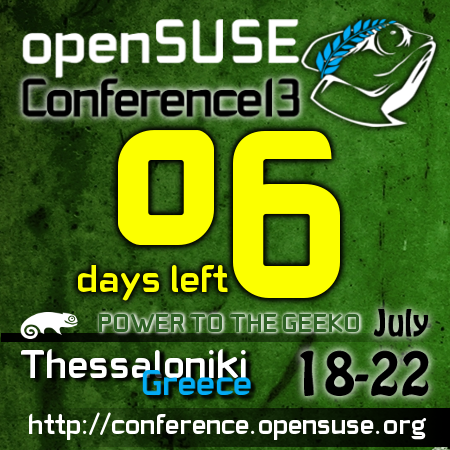 openSUSE
Conference13
06
days left
POWER TO THE GEEKO July
Thessaloniki
Greece
18-22
http://conference.opensuse.org